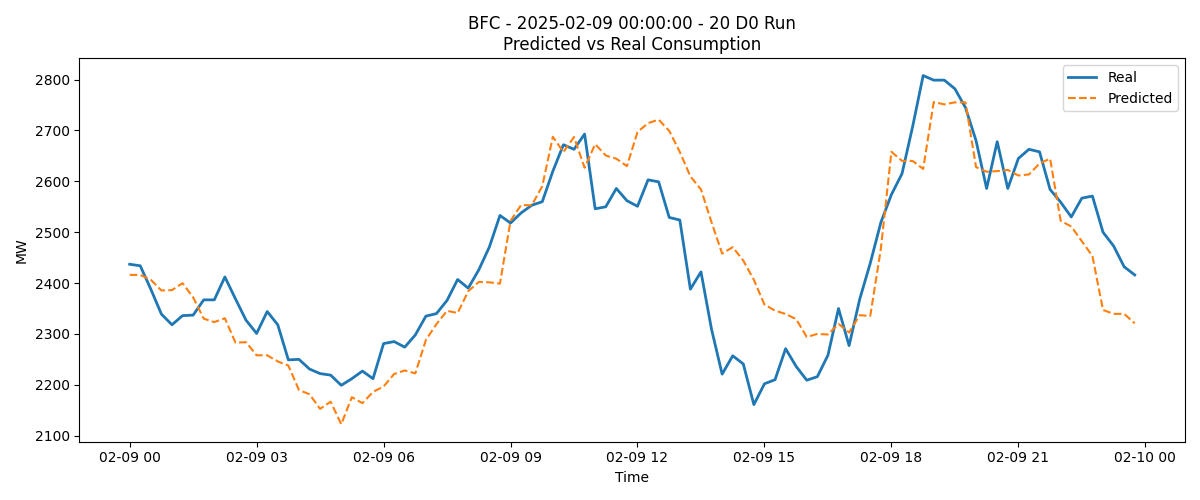 BFC - 2025-02-09 00:00:00 - 20 D0 Run
Predicted vs Real Consumption
Real
Predicted
MW
2800
2700
2600
2500
2400
2300
2200
2100
02-09 00
02-09 03
02-09 06
02-09 09
02-09 12
02-09 15
02-09 18
02-09 21
02-10 00
Time